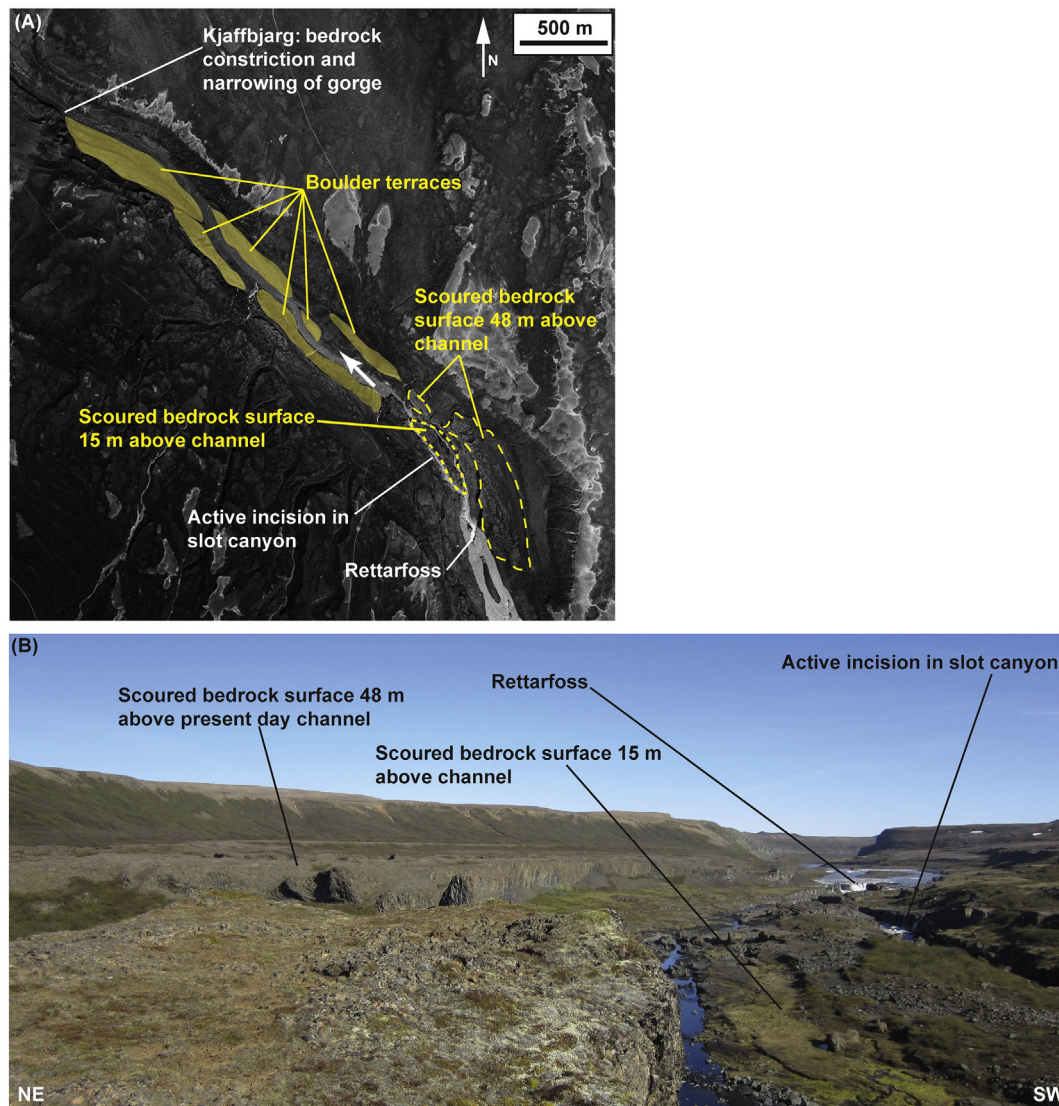 (A)
Kjaffbjarg: bedrock
constriction and
narrowing of gorge
N
500 m
Boulder terraces
Scoured bedrock
surface 48 m above
channel
Scoured bedrock surface
15 m above channel
Active incision in
slot canyon
Rettarfoss
(B)
Scoured bedrock surface 48 m
above present day channel
Rettarfoss
Active incision in slot canyon
Scoured bedrock surface 15 m
above channel
NE
SW